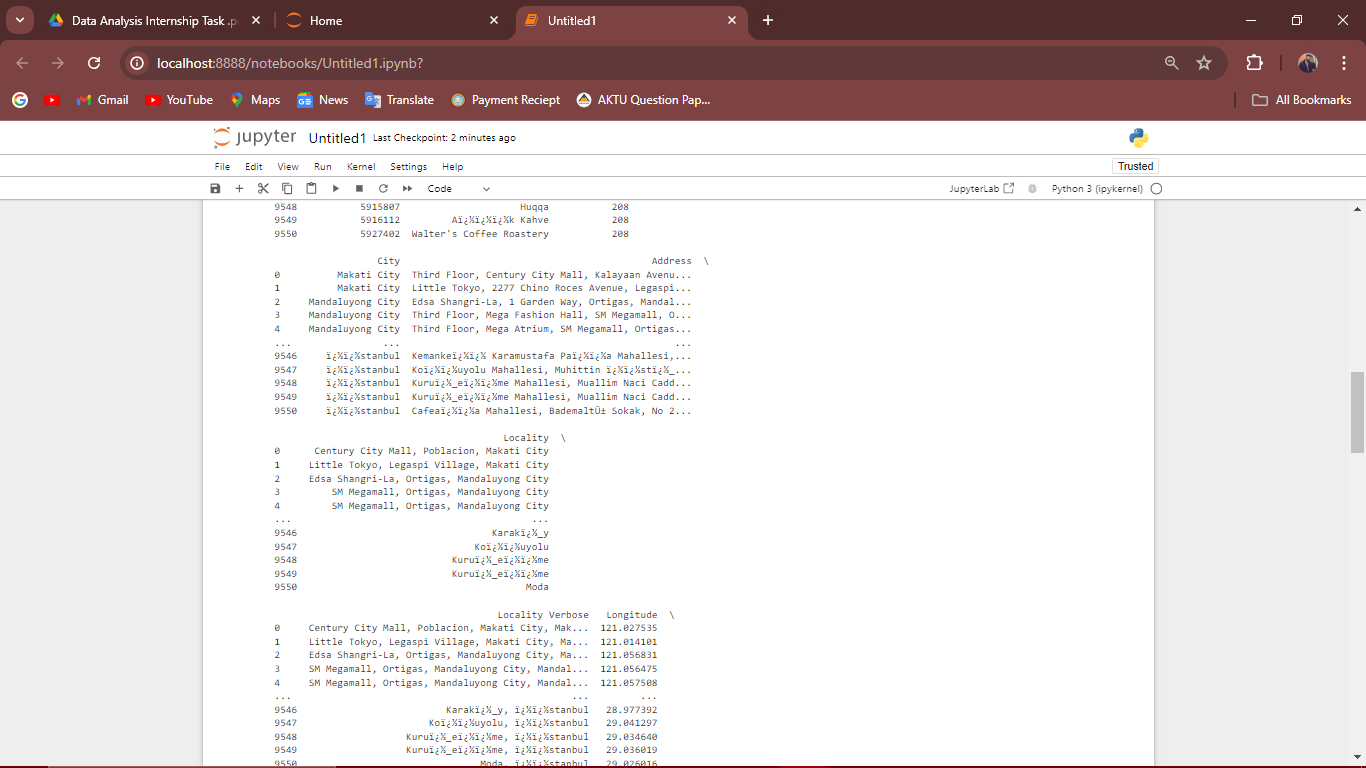 Data Analysis Internship Task .p
Home
Untitled1
localhost:8888/notebooks/Untitled1.ipynb?
Gmail
YouTube
Maps
News
Translate
Payment Reciept
AKTU Question Pap...
All Bookmarks
jupyter Untitled1 Last Checkpoint: 2 minutes ago
File Edit View Run Kernel Settings Help
Trusted
Code
JupyterLab
Python 3 (ipykernel)
9548 5915807 Huqqa 208
9549 5916112 Aï¿½ï¿½ï¿½k Kahve 208
9550 5927402 Walter's Coffee Roastery 208
City Address \
0 Makati City Third Floor, Century City Mall, Kalayaan Avenu...
1 Makati City Little Tokyo, 2277 Chino Roces Avenue, Legaspi...
2 Mandaluyong City Edsa Shangri-La, 1 Garden Way, Ortigas, Mandal...
3 Mandaluyong City Third Floor, Mega Fashion Hall, SM Megamall, O...
4 Mandaluyong City Third Floor, Mega Atrium, SM Megamall, Ortigas...
... ... ...
9546 ï¿½ï¿½stanbul Kemankeï¿½ï¿½ Karamustafa Paï¿½ï¿½a Mahallesi,...
9547 ï¿½ï¿½stanbul Koï¿½ï¿½uyolu Mahallesi, Muhittin ï¿½ï¿½stï¿½_...
9548 ï¿½ï¿½stanbul Kuruï¿½_eï¿½ï¿½me Mahallesi, Muallim Naci Cadd...
9549 ï¿½ï¿½stanbul Kuruï¿½_eï¿½ï¿½me Mahallesi, Muallim Naci Cadd...
9550 ï¿½ï¿½stanbul Cafeaï¿½ï¿½a Mahallesi, BademaltÛ± Sokak, No 2...
Locality \
0 Century City Mall, Poblacion, Makati City
1 Little Tokyo, Legaspi Village, Makati City
2 Edsa Shangri-La, Ortigas, Mandaluyong City
3 SM Megamall, Ortigas, Mandaluyong City
4 SM Megamall, Ortigas, Mandaluyong City
... ...
9546 Karakï¿½_y
9547 Koï¿½ï¿½uyolu
9548 Kuruï¿½_eï¿½ï¿½me
9549 Kuruï¿½_eï¿½ï¿½me
9550 Moda
Locality Verbose Longitude \
0 Century City Mall, Poblacion, Makati City, Mak... 121.027535
1 Little Tokyo, Legaspi Village, Makati City, Ma... 121.014101
2 Edsa Shangri-La, Ortigas, Mandaluyong City, Ma... 121.056831
3 SM Megamall, Ortigas, Mandaluyong City, Mandal... 121.056475
4 SM Megamall, Ortigas, Mandaluyong City, Mandal... 121.057508
... ... ...
9546 Karakï¿½_y, ï¿½ï¿½stanbul 28.977392
9547 Koï¿½ï¿½uyolu, ï¿½ï¿½stanbul 29.041297
9548 Kuruï¿½_eï¿½ï¿½me, ï¿½ï¿½stanbul 29.034640
9549 Kuruï¿½_eï¿½ï¿½me, ï¿½ï¿½stanbul 29.036019
9550 Moda, ï¿½ï¿½stanbul 29.026016